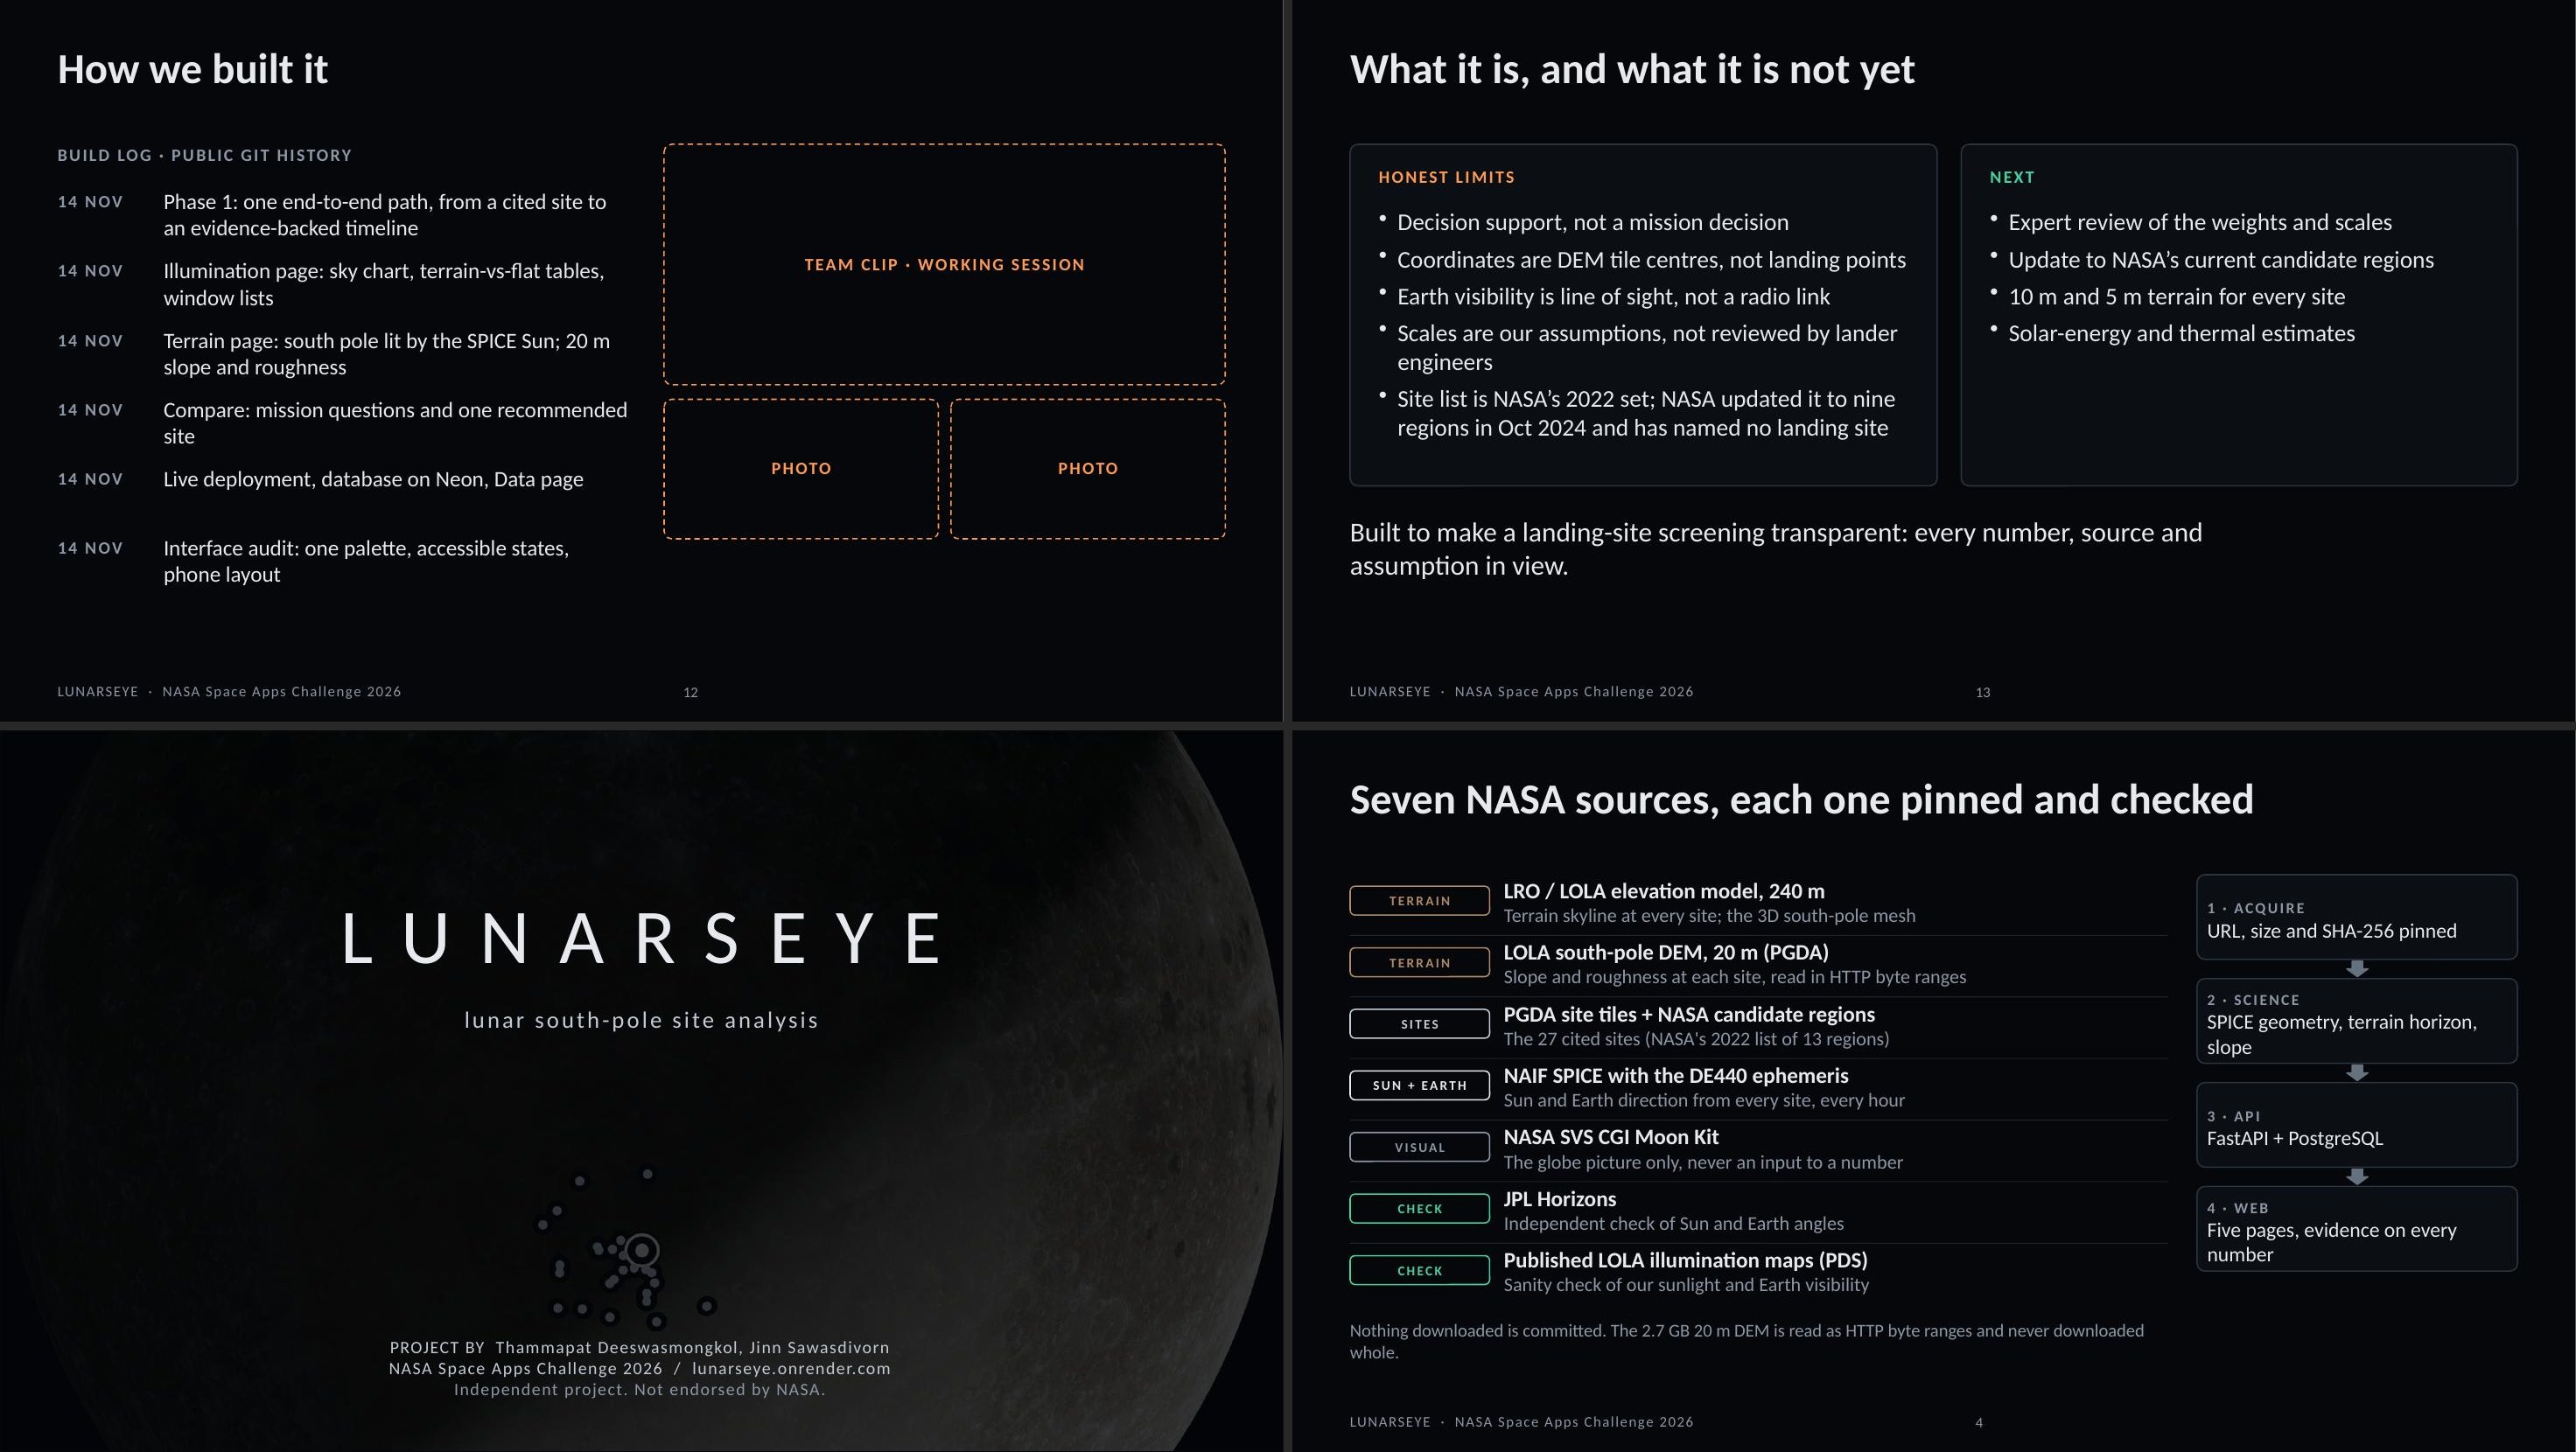 How we built it
BUILD LOG · PUBLIC GIT HISTORY
14 NOV
Phase 1: one end-to-end path, from a cited site to
an evidence-backed timeline
14 NOV
Illumination page: sky chart, terrain-vs-flat tables,
window lists
14 NOV
Terrain page: south pole lit by the SPICE Sun; 20 m
slope and roughness
14 NOV
Compare: mission questions and one recommended
site
14 NOV
Live deployment, database on Neon, Data page
14 NOV
Interface audit: one palette, accessible states,
phone layout
TEAM CLIP · WORKING SESSION
PHOTO
PHOTO
LUNARSEYE · NASA Space Apps Challenge 2026
12
What it is, and what it is not yet
HONEST LIMITS
• Decision support, not a mission decision
• Coordinates are DEM tile centres, not landing points
• Earth visibility is line of sight, not a radio link
• Scales are our assumptions, not reviewed by lander
engineers
• Site list is NASA’s 2022 set; NASA updated it to nine
regions in Oct 2024 and has named no landing site
NEXT
• Expert review of the weights and scales
• Update to NASA’s current candidate regions
• 10 m and 5 m terrain for every site
• Solar-energy and thermal estimates
Built to make a landing-site screening transparent: every number, source and
assumption in view.
LUNARSEYE · NASA Space Apps Challenge 2026
13
LUNARSEYE
lunar south-pole site analysis
PROJECT BY Thammapat Deeswasmongkol, Jinn Sawasdivorn
NASA Space Apps Challenge 2026 / lunarseye.onrender.com
Independent project. Not endorsed by NASA.
Seven NASA sources, each one pinned and checked
TERRAIN
LRO / LOLA elevation model, 240 m
Terrain skyline at every site; the 3D south-pole mesh
TERRAIN
LOLA south-pole DEM, 20 m (PGDA)
Slope and roughness at each site, read in HTTP byte ranges
SITES
PGDA site tiles + NASA candidate regions
The 27 cited sites (NASA's 2022 list of 13 regions)
SUN + EARTH
NAIF SPICE with the DE440 ephemeris
Sun and Earth direction from every site, every hour
VISUAL
NASA SVS CGI Moon Kit
The globe picture only, never an input to a number
CHECK
JPL Horizons
Independent check of Sun and Earth angles
CHECK
Published LOLA illumination maps (PDS)
Sanity check of our sunlight and Earth visibility
Nothing downloaded is committed. The 2.7 GB 20 m DEM is read as HTTP byte ranges and never downloaded
whole.
1 · ACQUIRE
URL, size and SHA-256 pinned
2 · SCIENCE
SPICE geometry, terrain horizon,
slope
3 · API
FastAPI + PostgreSQL
4 · WEB
Five pages, evidence on every
number
LUNARSEYE · NASA Space Apps Challenge 2026
4